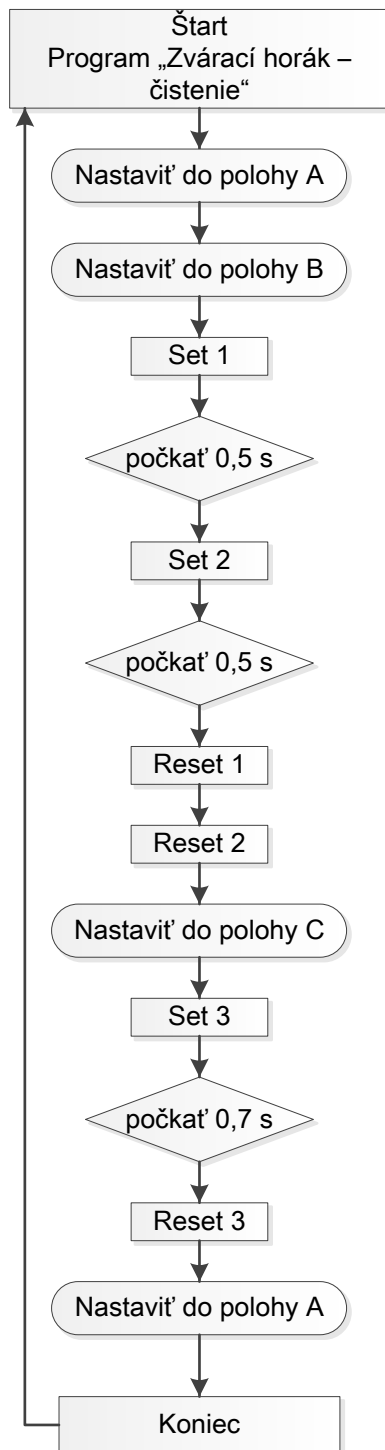 Štart
Program „Zvárací horák –
čistenie“
Nastaviť do polohy A
Nastaviť do polohy B
Set 1
počkať 0,5 s
Set 2
počkať 0,5 s
Reset 1
Reset 2
Nastaviť do polohy C
Set 3
počkať 0,7 s
Reset 3
Nastaviť do polohy A
Koniec